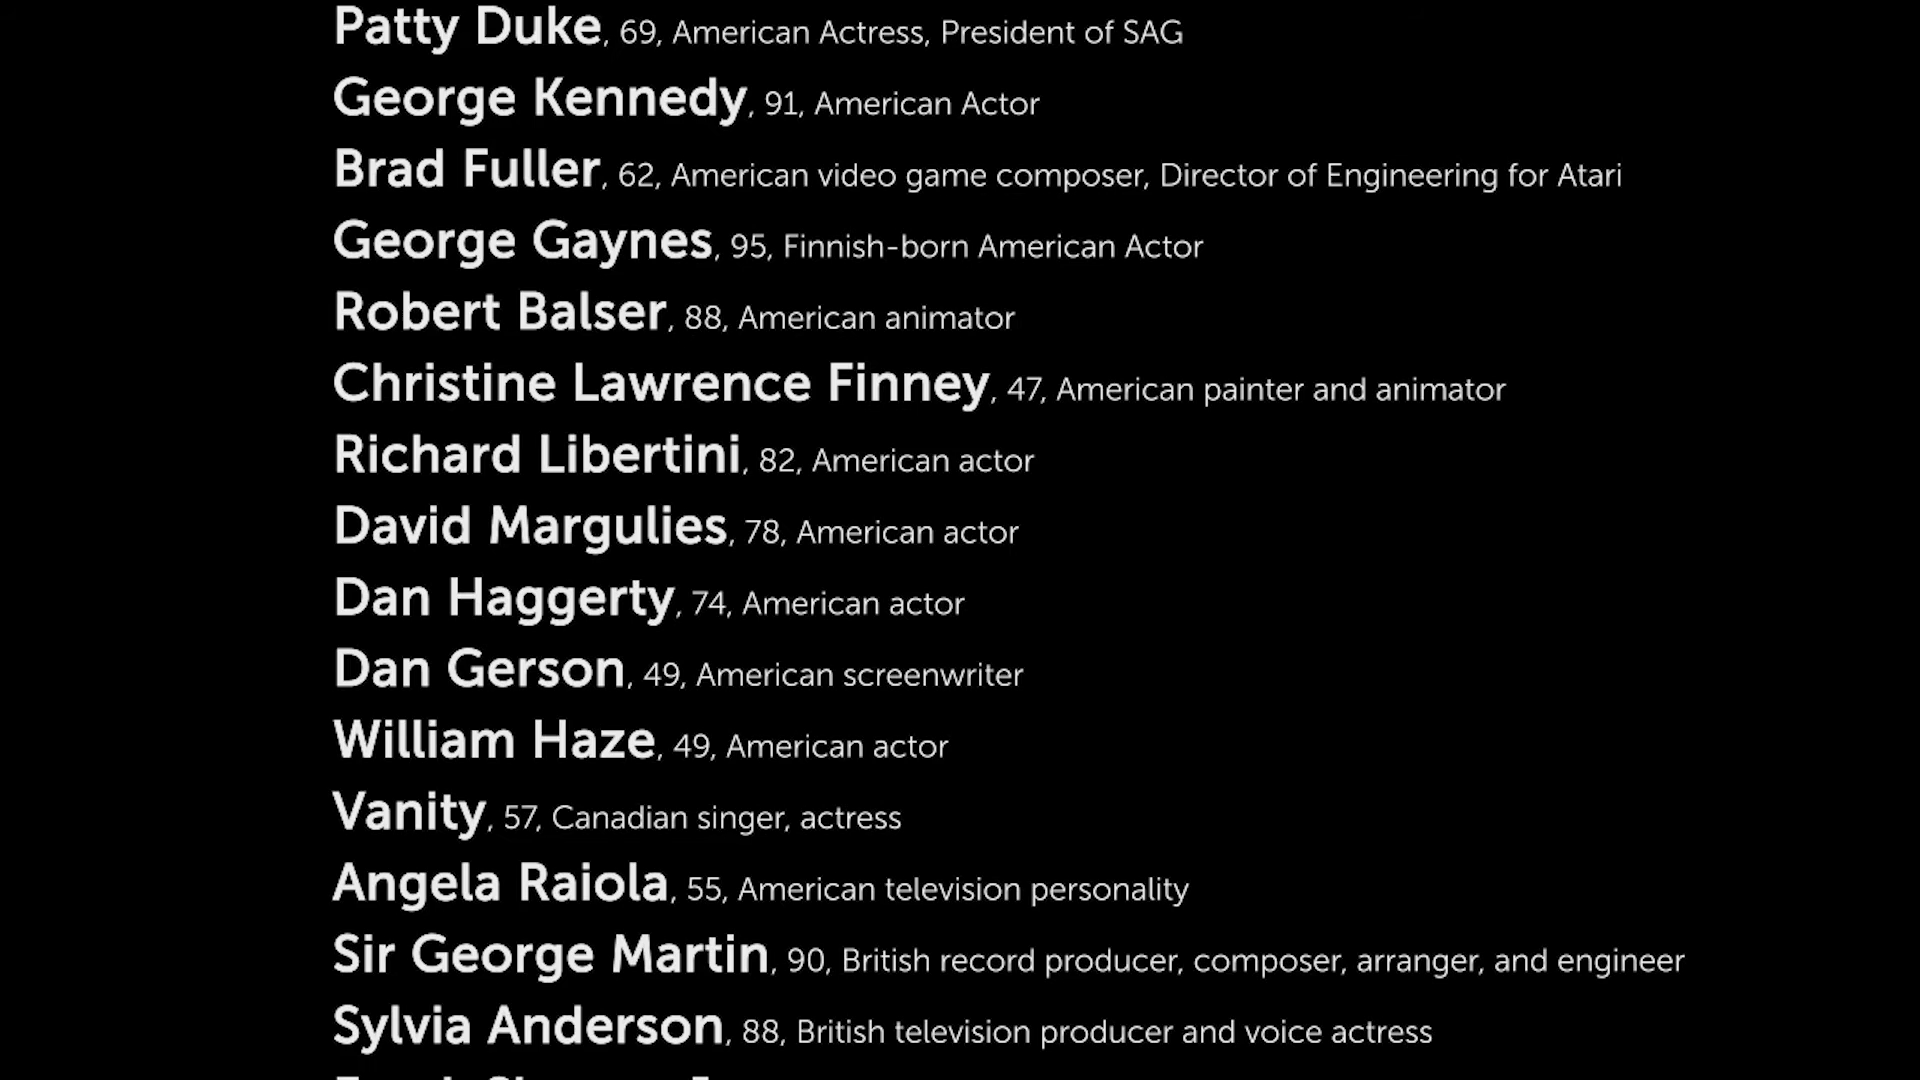 Patty Duke, 69, American Actress, President of SAG
George Kennedy, 91, American Actor
Brad Fuller, 62, American video game composer, Director of Engineering for Atari
George Gaynes, 95, Finnish-born American Actor
Robert Balser, 88, American animator
Christine Lawrence Finney, 47, American painter and animator
Richard Libertini, 82, American actor
David Margulies, 78, American actor
Dan Haggerty, 74, American actor
Dan Gerson, 49, American screenwriter
William Haze, 49, American actor
Vanity, 57, Canadian singer, actress
Angela Raiola, 55, American television personality
Sir George Martin, 90, British record producer, composer, arranger, and engineer
Sylvia Anderson, 88, British television producer and voice actress